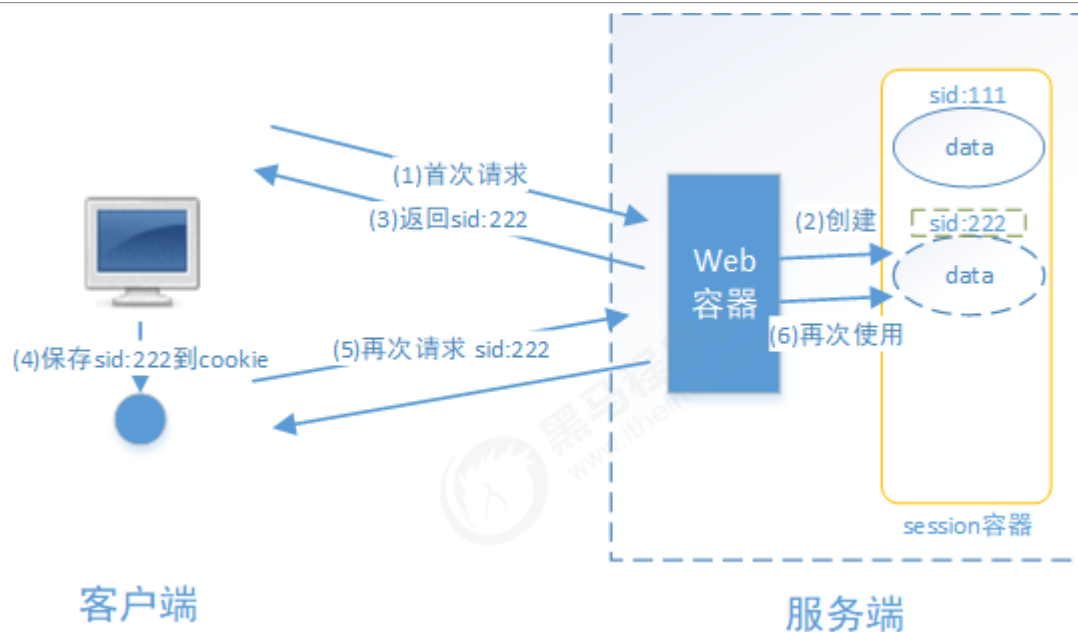 sid:111
data
(1)首次请求
(3)返回sid:222
(2)创建
sid:222
data
Web
容器
(6)再次使用
(4)保存sid:222到cookie
(5)再次请求 sid:222
session容器
客户端
服务端